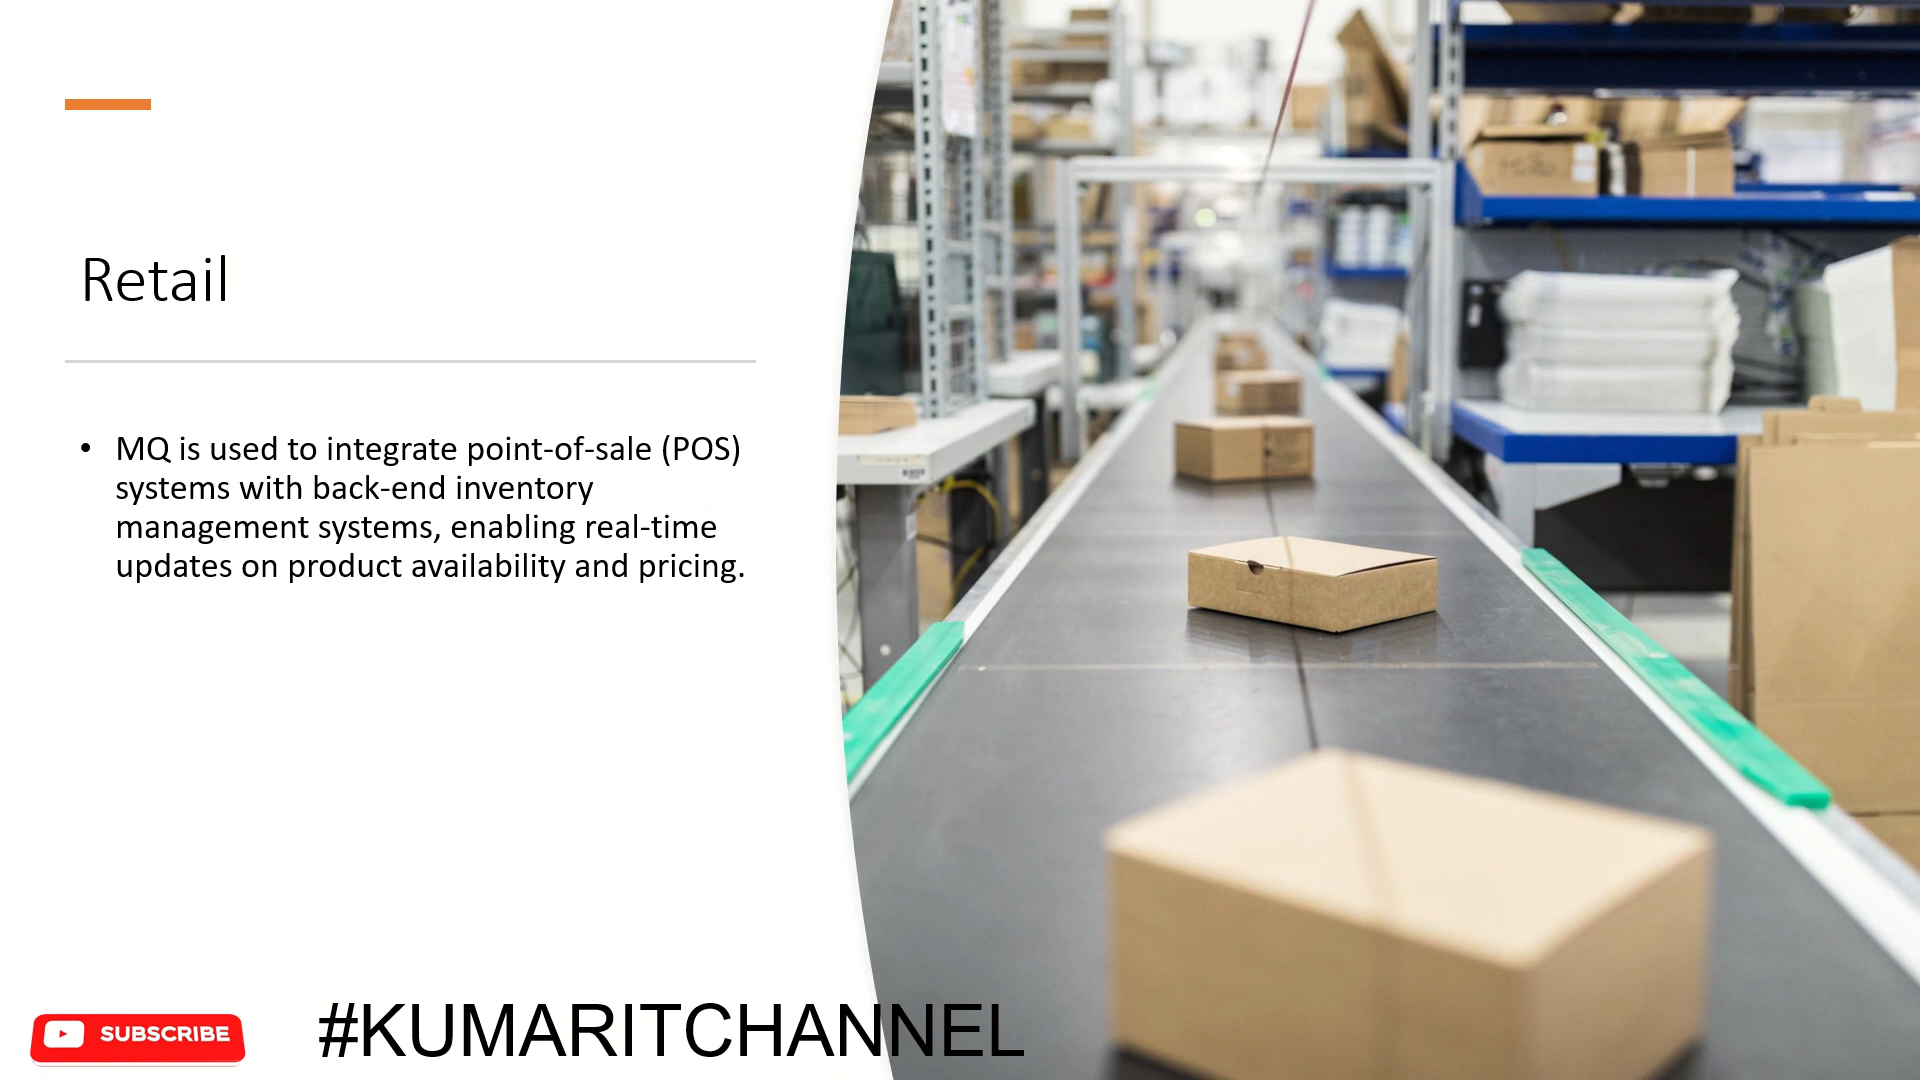 Retail
• MQ is used to integrate point-of-sale (POS)
systems with back-end inventory
management systems, enabling real-time
updates on product availability and pricing.
SUBSCRIBE
#KUMARITCHANNEL